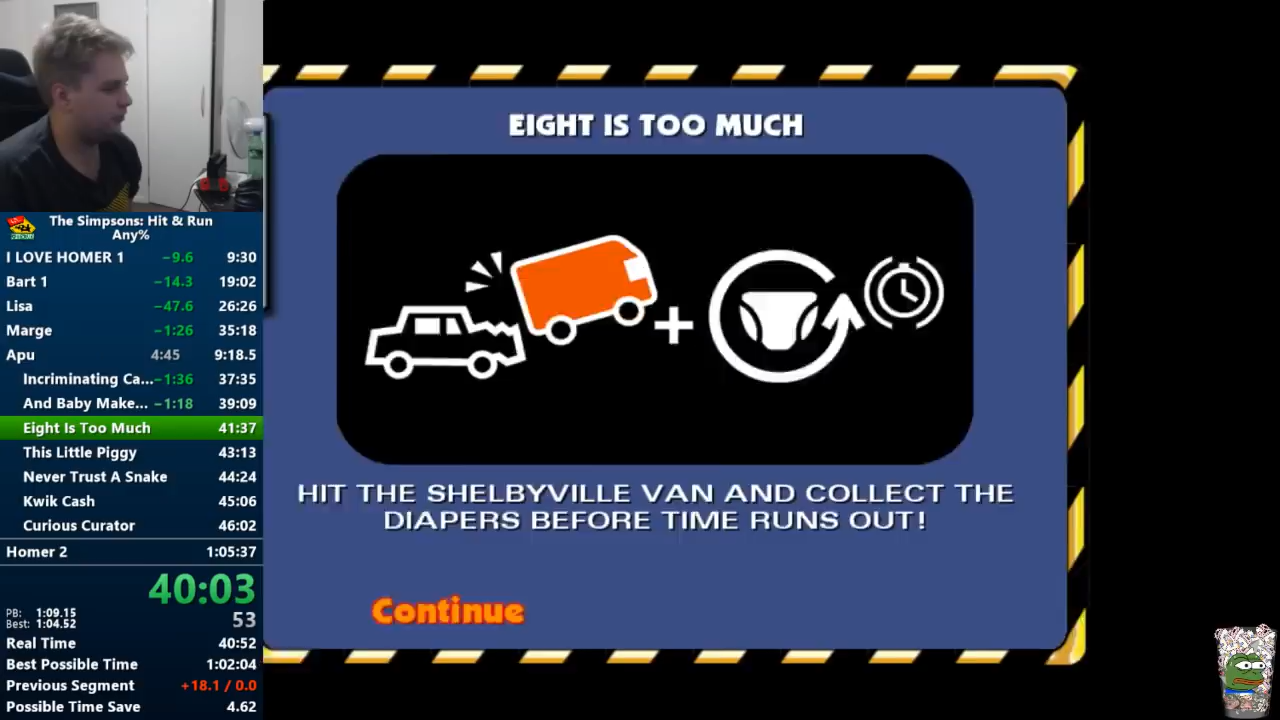 The Simpsons: Hit & Run
Any%
I LOVE HOMER 1 −9.6 9:30
Bart 1 −14.3 19:02
Lisa −47.6 26:26
Marge −1:26 35:18
Apu 4:45 9:18.5
Incriminating Ca... −1:36 37:35
And Baby Make... −1:18 39:09
Eight Is Too Much 41:37
This Little Piggy 43:13
Never Trust A Snake 44:24
Kwik Cash 45:06
Curious Curator 46:02
Homer 2 1:05:37
40:03
PB: 1:09.15
Best: 1:04.52 53
Real Time 40:52
Best Possible Time 1:02:04
Previous Segment +18.1 / 0.0
Possible Time Save 4.62
EIGHT IS TOO MUCH
HIT THE SHELBYVILLE VAN AND COLLECT THE
DIAPERS BEFORE TIME RUNS OUT!
Continue